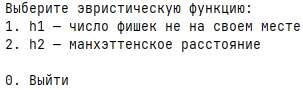 Выберите эвристическую функцию:
1. h1 – число фишек не на своем месте
2. h2 – манхэттенское расстояние
0. Выйти